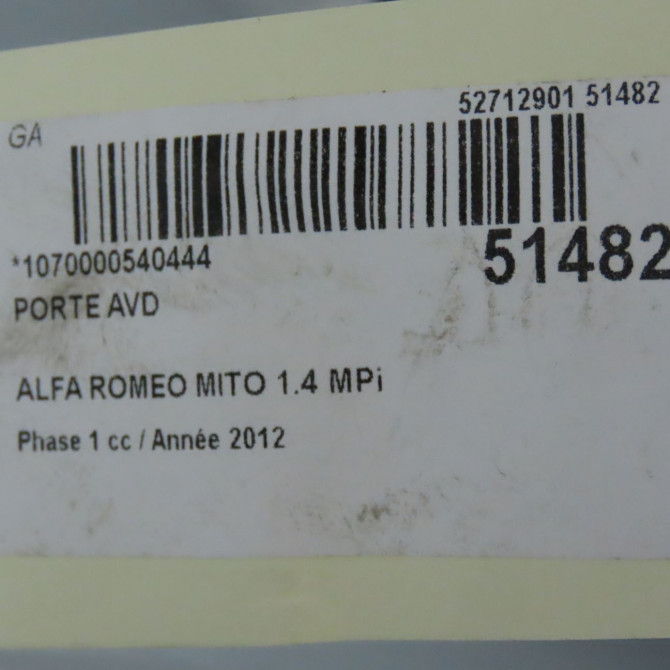 52712901 51482
GA
*1070000540444
51482
PORTE AVD
ALFA ROMEO MITO 1.4 MPi
Phase 1 cc / Année 2012